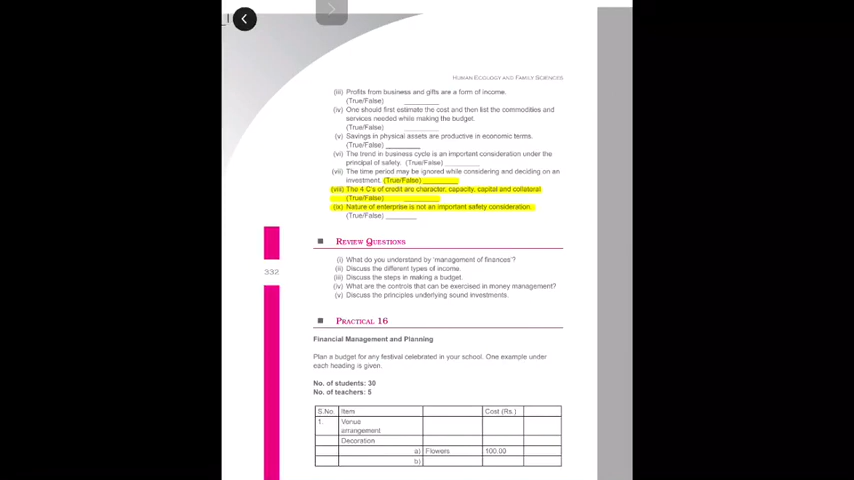 Human Ecology and Family Sciences
(iii) Profits from business and gifts are a form of income.
(True/False) ________
(iv) One should first estimate the cost and then list the commodities and
services needed while making the budget.
(True/False) ________
(v) Savings in physical assets are productive in economic terms.
(True/False) ________
(vi) The trend in business cycle is an important consideration under the
principal of safety. (True/False) ________
(vii) The time period may be ignored while considering and deciding on an
investment. (True/False) ________
(viii) The 4 C's of credit are character, capacity, capital and collateral
(True/False) ________
(ix) Nature of enterprise is not an important safety consideration.
(True/False) ________
Review Questions
(i) What do you understand by 'management of finances'?
332
(ii) Discuss the different types of income.
(iii) Discuss the steps in making a budget.
(iv) What are the controls that can be exercised in money management?
(v) Discuss the principles underlying sound investments.
Practical 16
Financial Management and Planning
Plan a budget for any festival celebrated in your school. One example under
each heading is given.
No. of students: 30
No. of teachers: 5
S.No. Item Cost (Rs.)
1. Venue
arrangement
Decoration
a) Flowers 100.00
b)